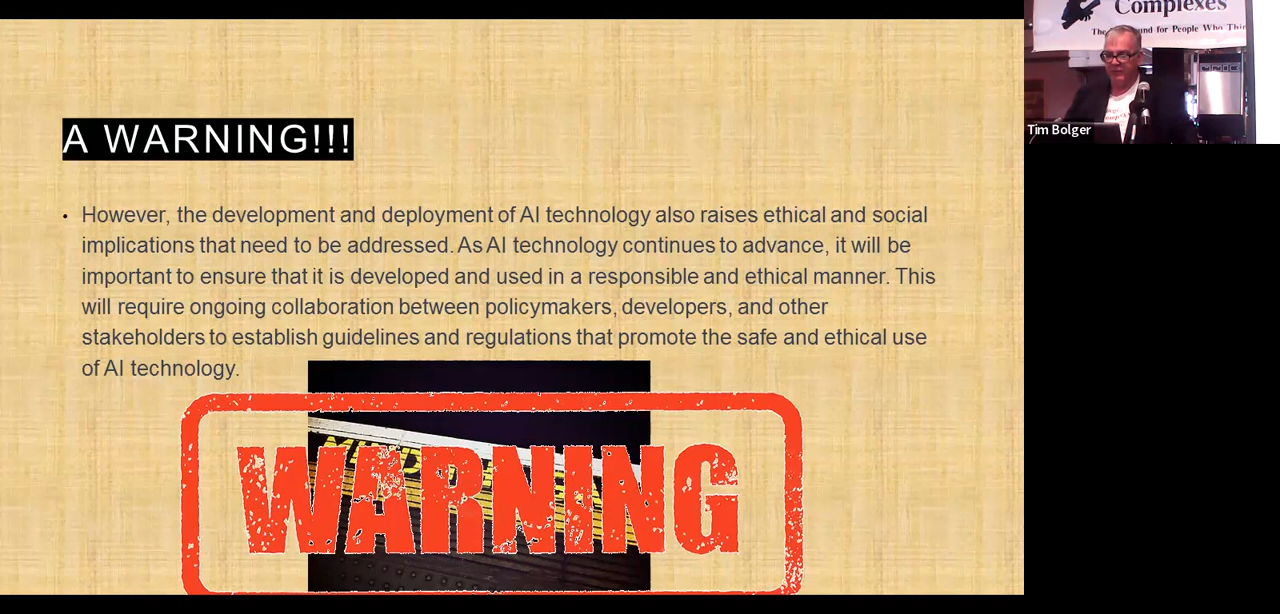 A WARNING!!!
• However, the development and deployment of AI technology also raises ethical and social
implications that need to be addressed. As AI technology continues to advance, it will be
important to ensure that it is developed and used in a responsible and ethical manner. This
will require ongoing collaboration between policymakers, developers, and other
stakeholders to establish guidelines and regulations that promote the safe and ethical use
of AI technology.
WARNING
Complexes
for People Who
Tim Bolger